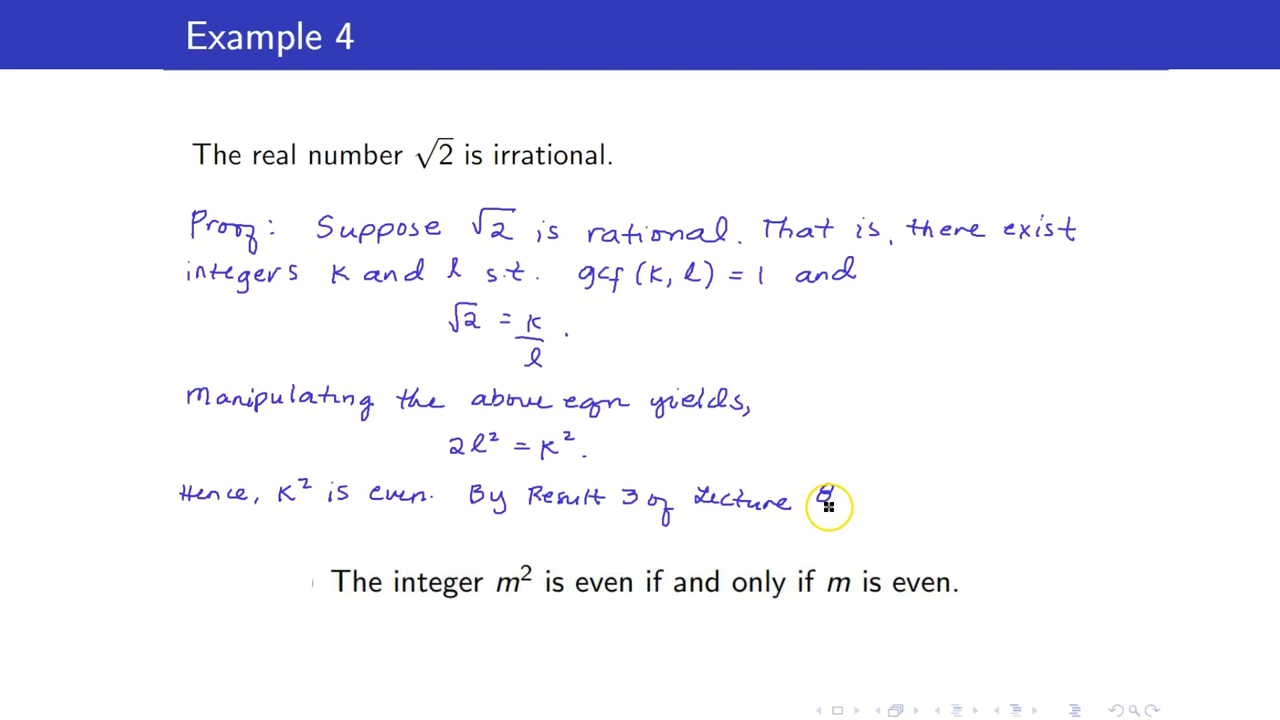 Example 4
The real number √2 is irrational.
Proof: Suppose √2 is rational. That is, there exist
integers k and l s.t. gcf (k, l) = 1 and
√2 = k/l .
Manipulating the above eqn yields,
2l² = k².
Hence, k² is even. By Result 3 of Lecture
The integer m² is even if and only if m is even.